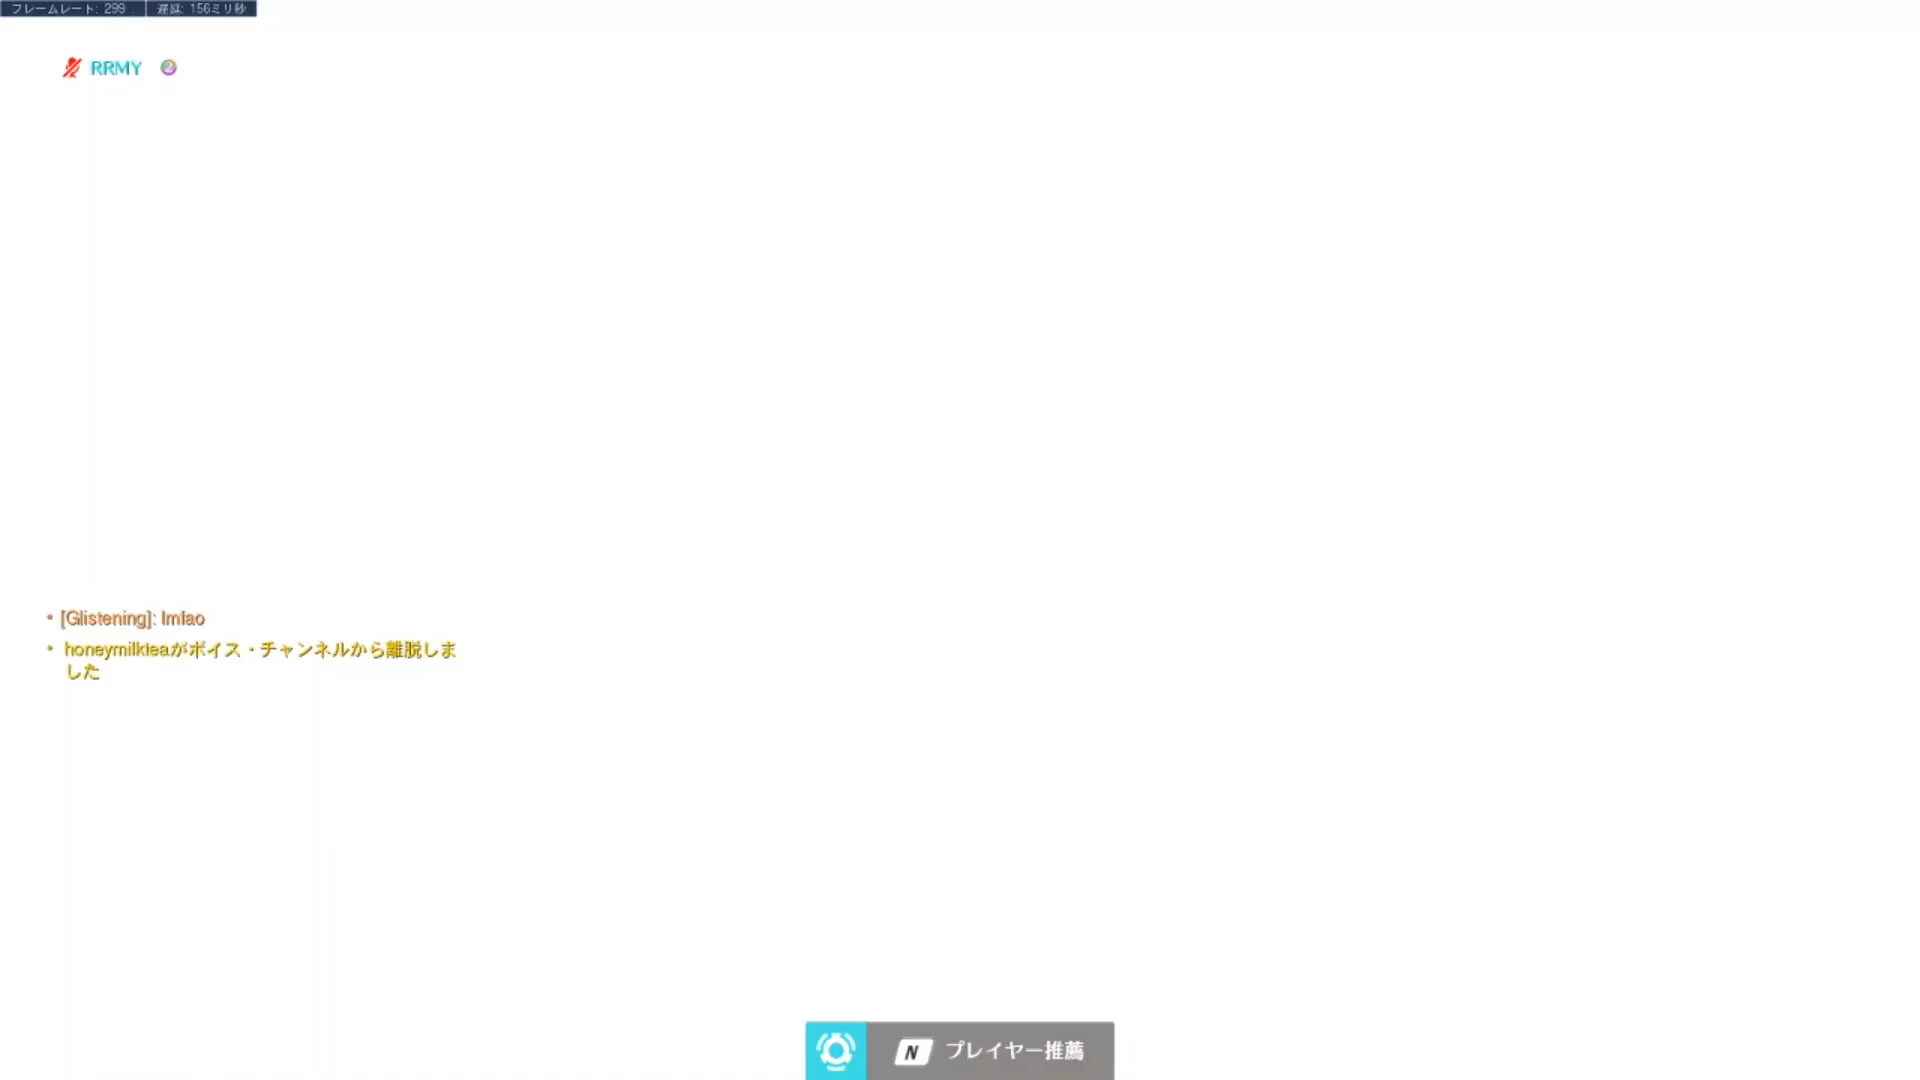 フレームレート: 299 遅延: 156ミリ秒
RRMY
[Glistening]: lmfao
honeymilkteaがボイス・チャンネルから離脱しま
した
N プレイヤー推薦